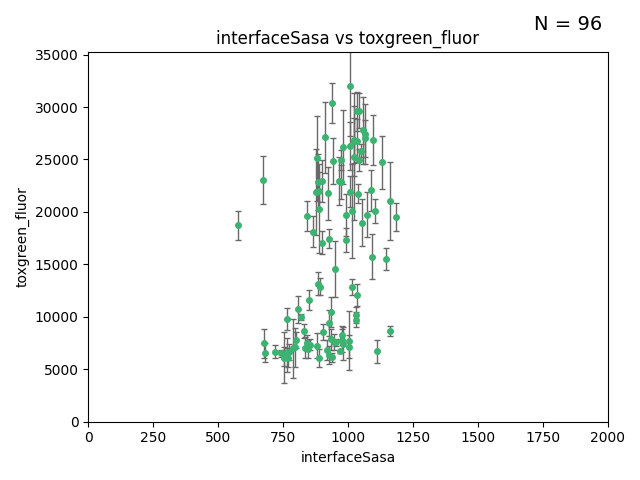 N = 96
interfaceSasa vs toxgreen_fluor
35000
30000
25000
20000
15000
10000
5000
0
toxgreen_fluor
0 250 500 750 1000 1250 1500 1750 2000
interfaceSasa